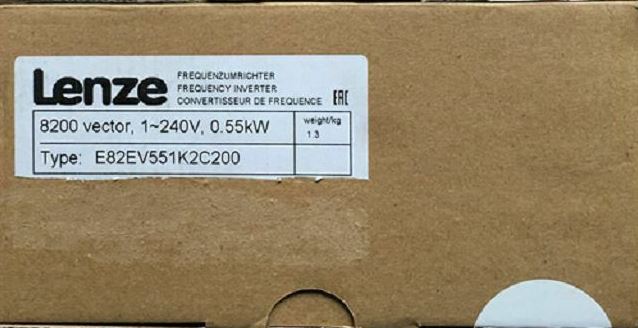 Lenze
FREQUENZUMRICHTER
FREQUENCY INVERTER
CONVERTISSEUR DE FREQUENCE EAC
8200 vector, 1~240V, 0.55kW
weight/kg
1.3
Type: E82EV551K2C200